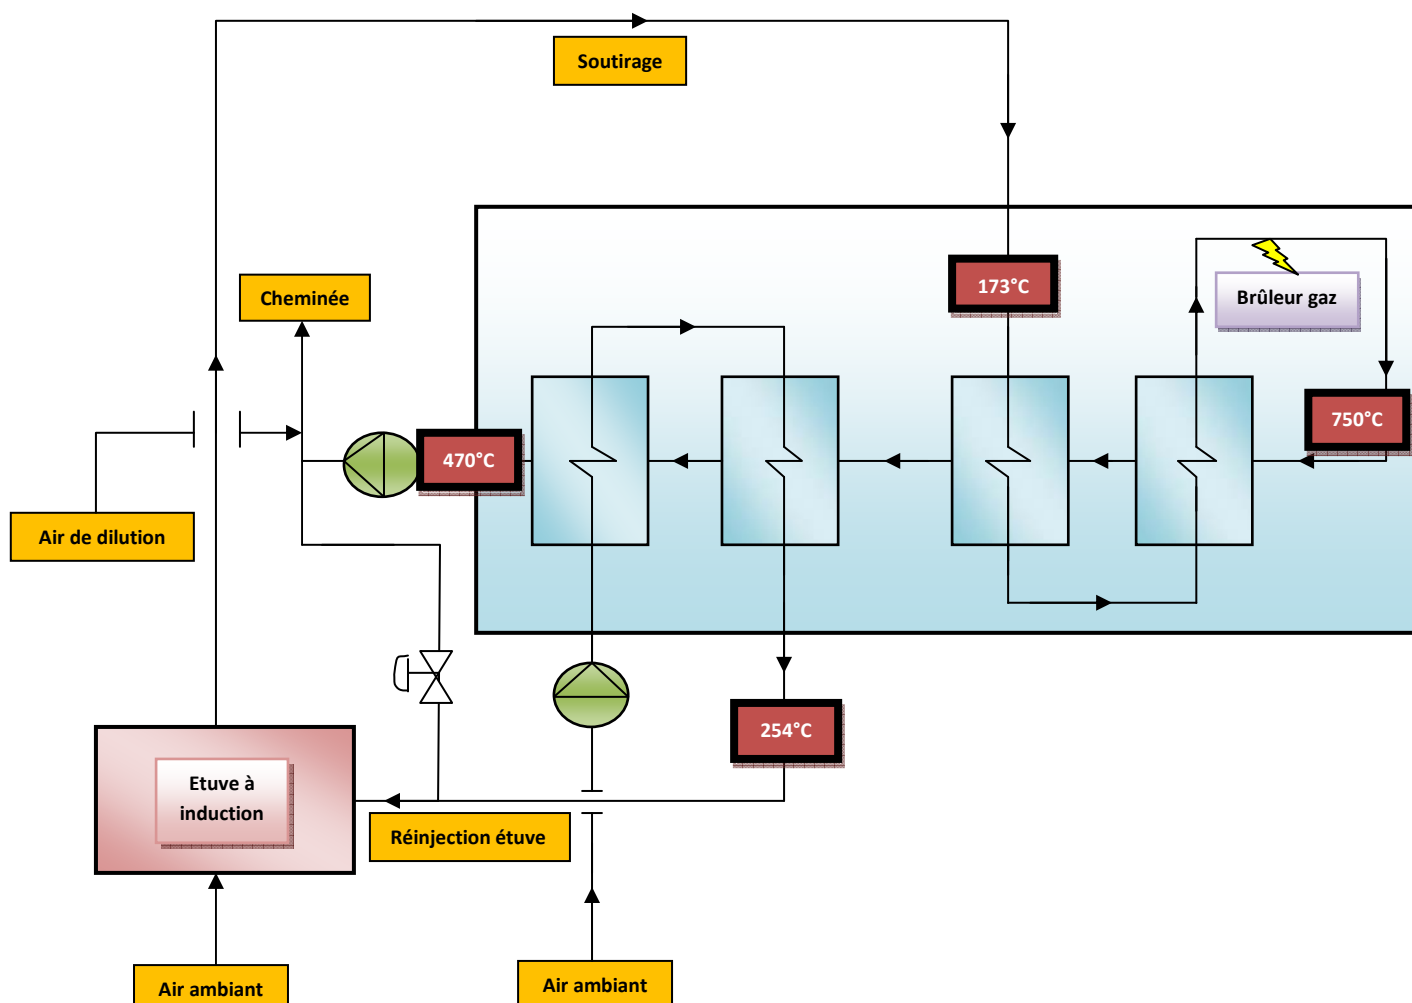 Soutirage
173°C
Cheminée
Brûleur gaz
750°C
470°C
Air de dilution
254°C
Etuve à
induction
Réinjection étuve
Air ambiant
Air ambiant